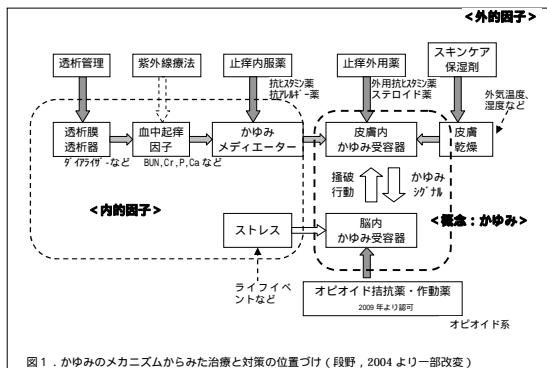 <外的因子>
透析管理
紫外線療法
止痒内服薬
止痒外用薬
スキンケア
保湿剤
抗ヒスタミン薬
抗アルルギー薬
外用抗ヒスタミン薬
ステロイド薬
外気温度、
湿度など
透析膜
透析器
血中起痒
因子
かゆみ
メディエーター
皮膚内
かゆみ受容器
皮膚
乾燥
ダイアライザーなど
BUN,Cr,P,Ca など
掻破
行動
かゆみ
シグナル
<内的因子>
<概念：かゆみ>
ストレス
脳内
かゆみ受容器
ライフイベ
ントなど
オピオイド拮抗薬・作動薬
2009 年より認可
オピオイド系
図1．かゆみのメカニズムからみた治療と対策の位置づけ（段野，2004 より一部改変）